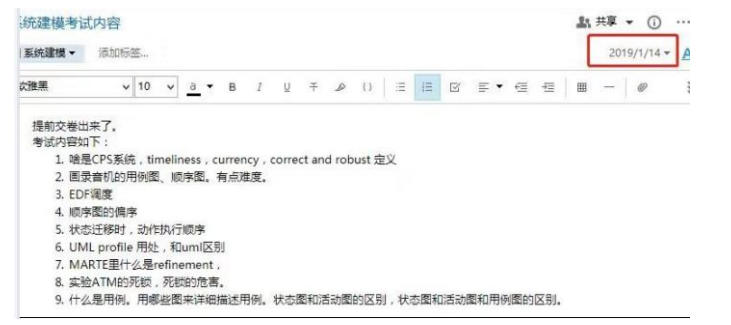 系统建模考试内容
共享
系统建模 添加标签...
2019/1/14
软雅黑 10 a B I U
提前交卷出来了。
考试内容如下：
1. 啥是CPS系统，timeliness，currency，correct and robust 定义
2. 画录音机的用例图、顺序图。有点难度。
3. EDF调度
4. 顺序图的偏序
5. 状态迁移时，动作执行顺序
6. UML profile 用处，和uml区别
7. MARTE里什么是refinement，
8. 实验ATM的死锁，死锁的危害。
9. 什么是用例。用哪些图来详细描述用例。状态图和活动图的区别，状态图和活动图和用例图的区别。